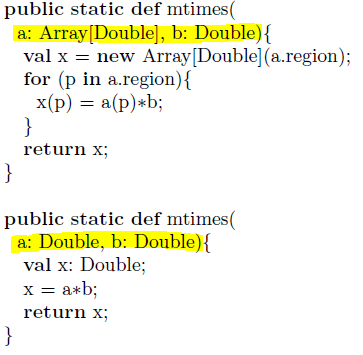 public static def mtimes(
a: Array[Double], b: Double){
val x = new Array[Double](a.region);
for (p in a.region){
x(p) = a(p)*b;
}
return x;
}
public static def mtimes(
a: Double, b: Double){
val x: Double;
x = a*b;
return x;
}